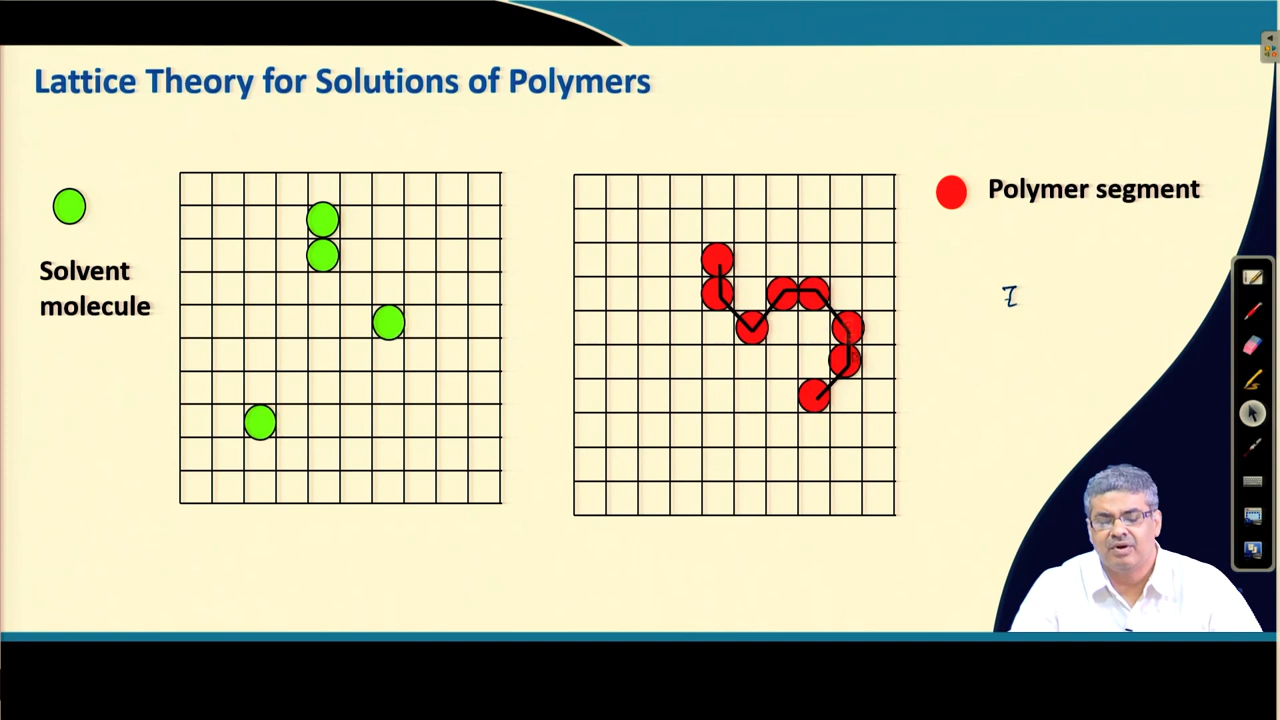 Lattice Theory for Solutions of Polymers
Solvent
molecule
Polymer segment
z